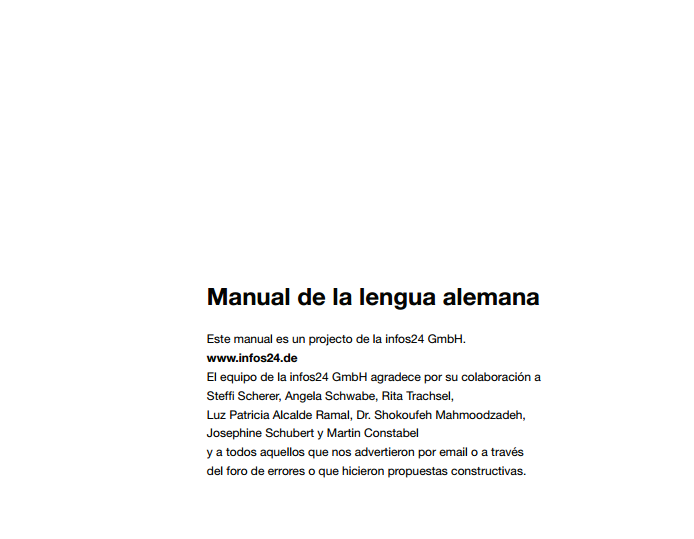 Manual de la lengua alemana
Este manual es un projecto de la infos24 GmbH.
www.infos24.de
El equipo de la infos24 GmbH agradece por su colaboración a
Steffi Scherer, Angela Schwabe, Rita Trachsel,
Luz Patricia Alcalde Ramal, Dr. Shokoufeh Mahmoodzadeh,
Josephine Schubert y Martin Constabel
y a todos aquellos que nos advertieron por email o a través
del foro de errores o que hicieron propuestas constructivas.